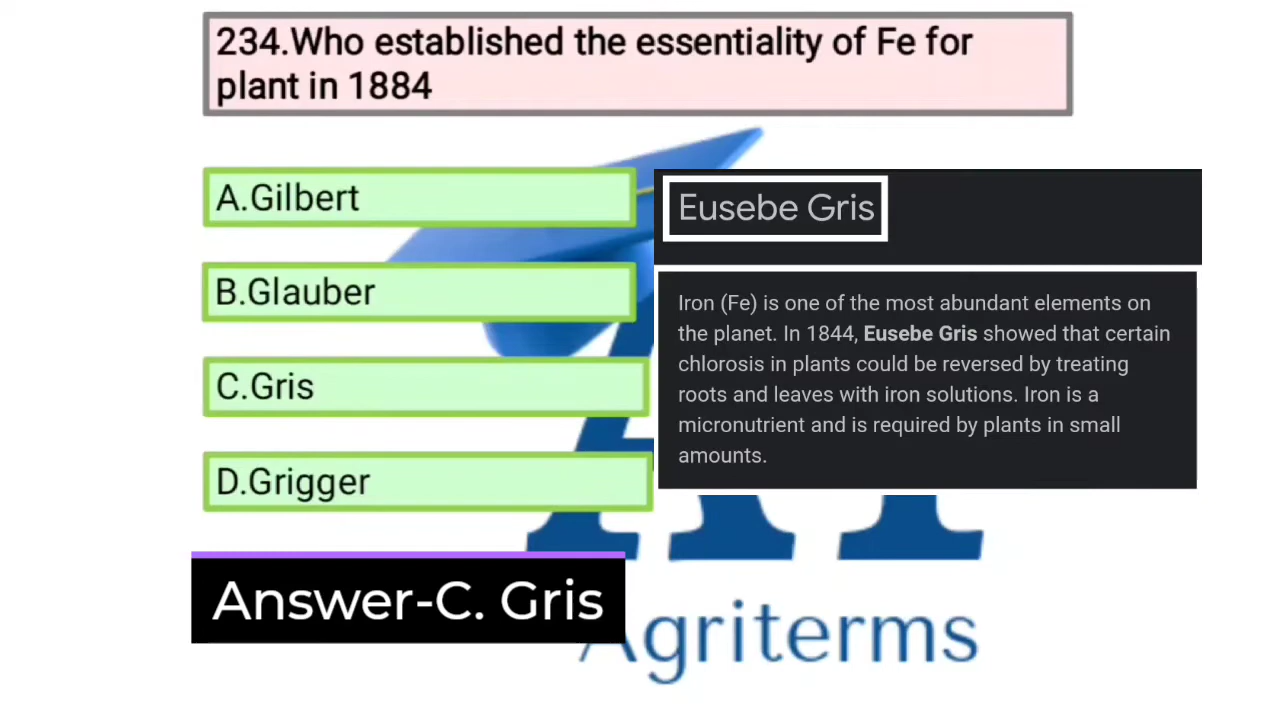 234.Who established the essentiality of Fe for
plant in 1884
A.Gilbert
B.Glauber
C.Gris
D.Grigger
Eusebe Gris
Iron (Fe) is one of the most abundant elements on
the planet. In 1844, Eusebe Gris showed that certain
chlorosis in plants could be reversed by treating
roots and leaves with iron solutions. Iron is a
micronutrient and is required by plants in small
amounts.
Answer-C. Gris
Agriterms